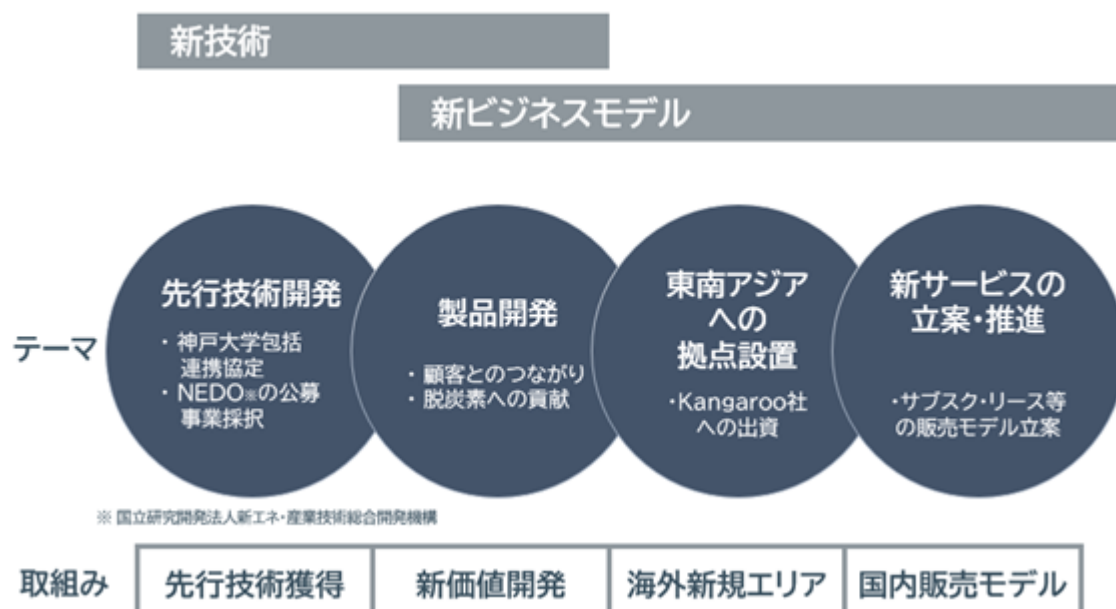 新技術
新ビジネスモデル
テーマ
先行技術開発
・神戸大学包括
連携協定
・NEDO※の公募
事業採択
製品開発
・顧客とのつながり
・脱炭素への貢献
東南アジア
への
拠点設置
・Kangaroo社
への出資
新サービスの
立案・推進
・サブスク・リース等
の販売モデル立案
※ 国立研究開発法人新エネ・産業技術総合開発機構
取組み
先行技術獲得
新価値開発
海外新規エリア
国内販売モデル